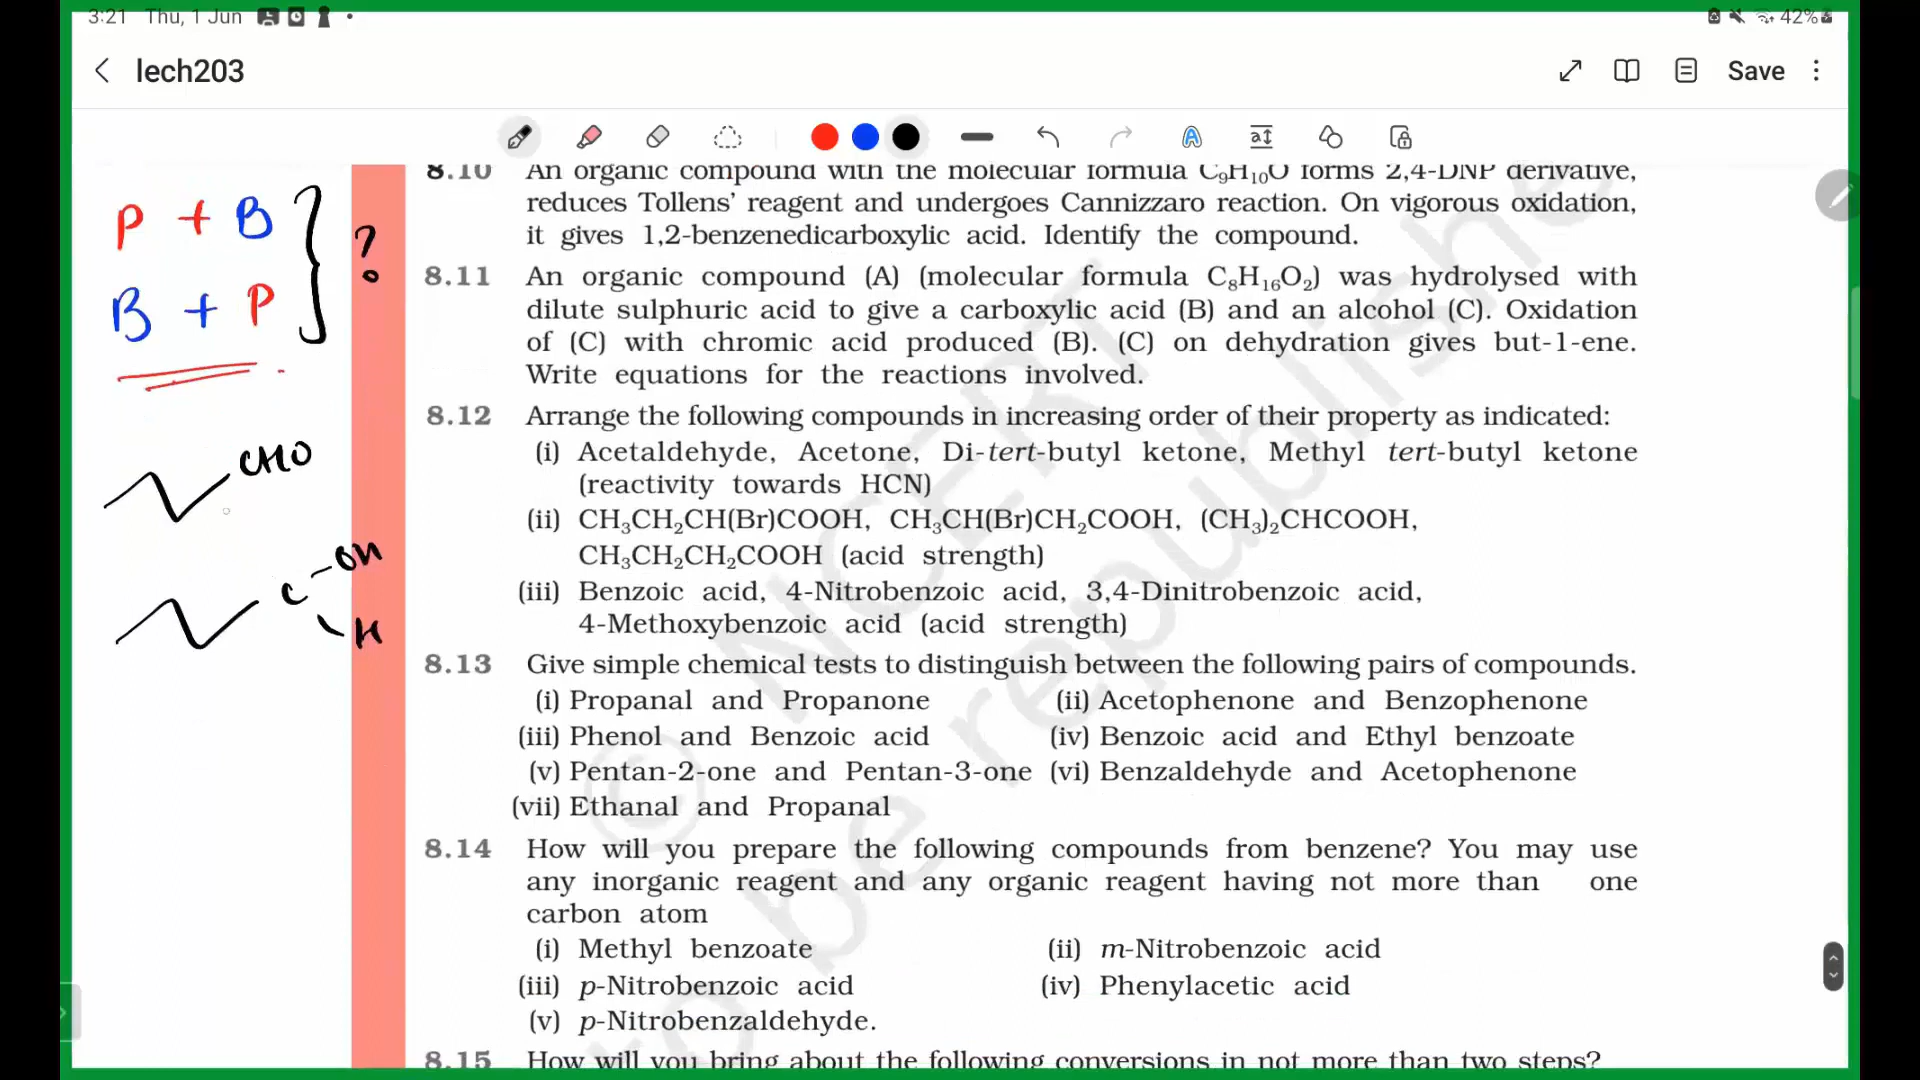 3:21 Thu, 1 Jun
42%
lech203
Save
P + B
B + P
?
CHO
C
OH
H
8.10 An organic compound with the molecular formula C₉H₁₀O forms 2,4-DNP derivative,
reduces Tollens' reagent and undergoes Cannizzaro reaction. On vigorous oxidation,
it gives 1,2-benzenedicarboxylic acid. Identify the compound.
8.11 An organic compound (A) (molecular formula C₈H₁₆O₂) was hydrolysed with
dilute sulphuric acid to give a carboxylic acid (B) and an alcohol (C). Oxidation
of (C) with chromic acid produced (B). (C) on dehydration gives but-1-ene.
Write equations for the reactions involved.
8.12 Arrange the following compounds in increasing order of their property as indicated:
(i) Acetaldehyde, Acetone, Di-tert-butyl ketone, Methyl tert-butyl ketone
(reactivity towards HCN)
(ii) CH₃CH₂CH(Br)COOH, CH₃CH(Br)CH₂COOH, (CH₃)₂CHCOOH,
CH₃CH₂CH₂COOH (acid strength)
(iii) Benzoic acid, 4-Nitrobenzoic acid, 3,4-Dinitrobenzoic acid,
4-Methoxybenzoic acid (acid strength)
8.13 Give simple chemical tests to distinguish between the following pairs of compounds.
(i) Propanal and Propanone (ii) Acetophenone and Benzophenone
(iii) Phenol and Benzoic acid (iv) Benzoic acid and Ethyl benzoate
(v) Pentan-2-one and Pentan-3-one (vi) Benzaldehyde and Acetophenone
(vii) Ethanal and Propanal
8.14 How will you prepare the following compounds from benzene? You may use
any inorganic reagent and any organic reagent having not more than one
carbon atom
(i) Methyl benzoate (ii) m-Nitrobenzoic acid
(iii) p-Nitrobenzoic acid (iv) Phenylacetic acid
(v) p-Nitrobenzaldehyde.
8.15 How will you bring about the following conversions in not more than two steps?
© NCERT
be republishe